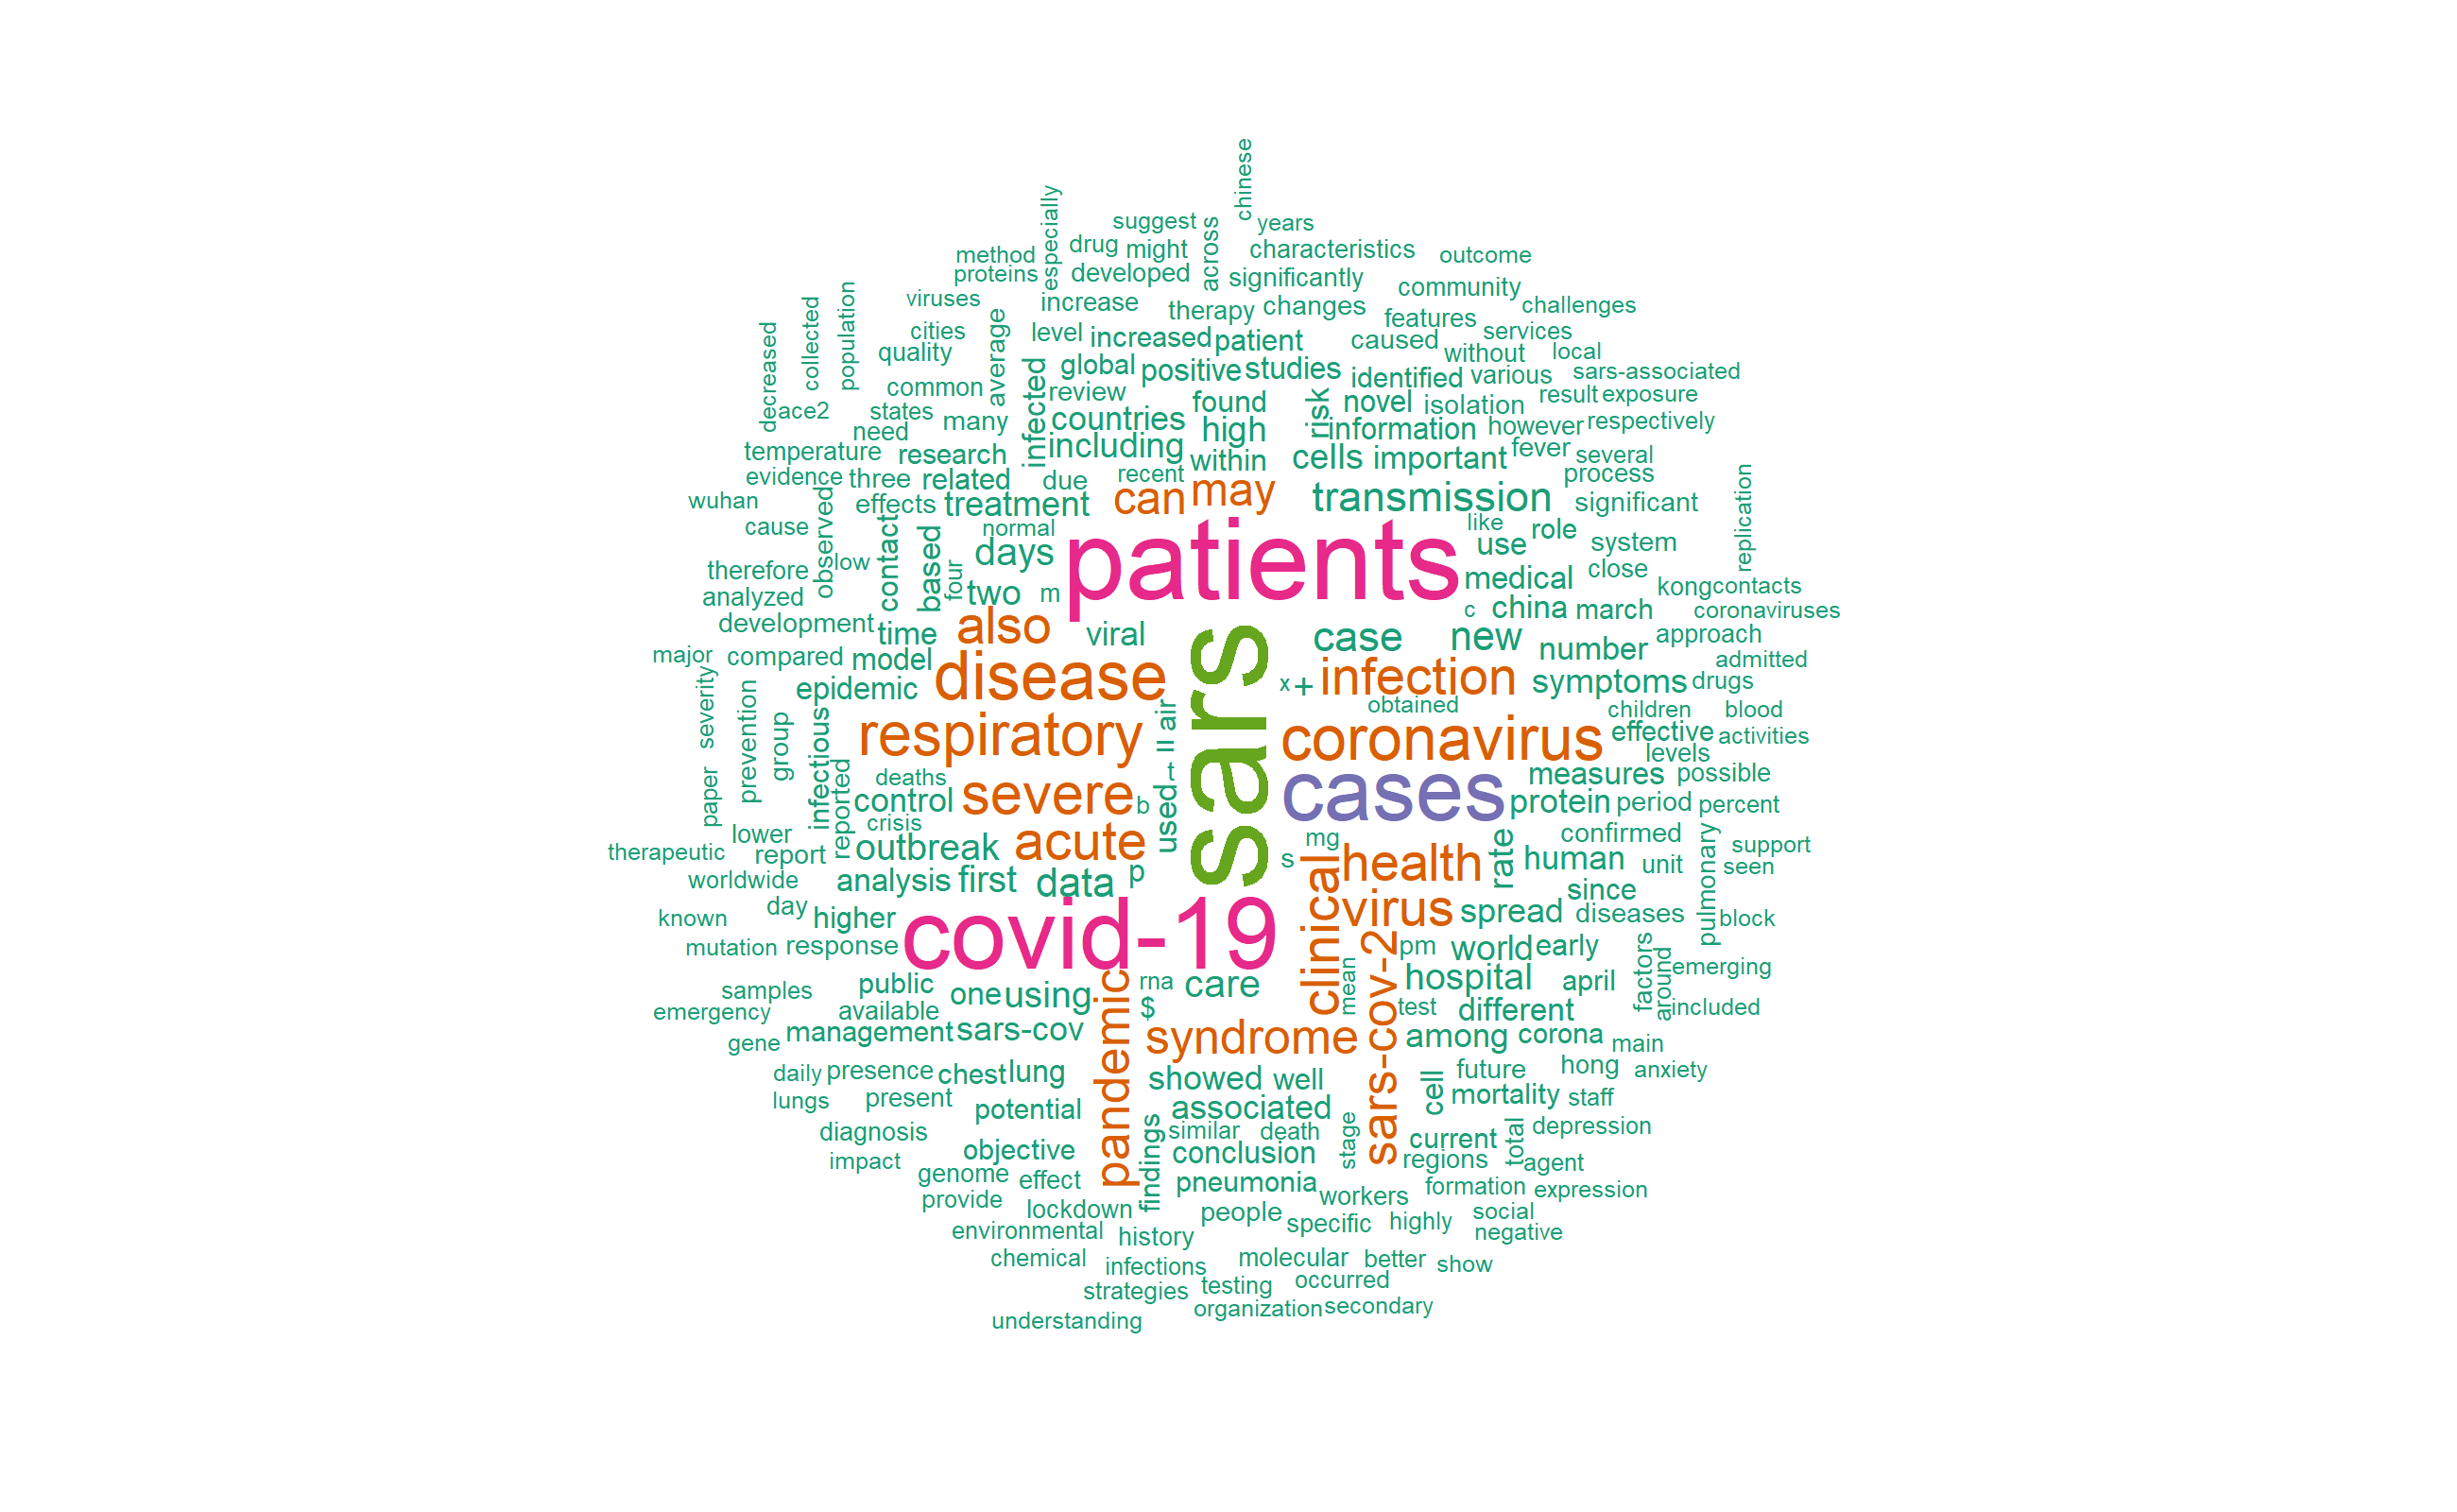 chinese
especially
suggest
across
years
method
drug
might
characteristics
outcome
proteins
developed
significantly
community
viruses
increase
therapy
changes
challenges
population
collected
decreased
cities
average
level
increased
patient
features
services
caused
quality
global
positive
studies
without
local
common
infected
review
identified
various
sars-associated
ace2
states
many
countries
found
risk
novel
isolation
result
exposure
need
including
high
information
however
respectively
temperature
research
within
cells
important
fever
several
evidence
three
related
due
recent
process
replication
wuhan
effects
treatment
can
may
transmission
significant
cause
observed
contact
based
normal
patients
like
role
days
use
system
therefore
low
four
two
m
medical
close
kong
contacts
analyzed
c
china
march
coronaviruses
development
time
also
viral
sars
case
new
number
approach
major
compared
model
disease
admitted
severity
epidemic
x
+
infection
symptoms
drugs
prevention
group
infectious
obtained
children
blood
respiratory
air
II
coronavirus
effective
activities
levels
paper
reported
deaths
t
cases
measures
possible
control
severe
b
used
protein
period
percent
lower
crisis
mg
confirmed
therapeutic
report
outbreak
acute
s
health
rate
human
unit
pulmonary
support
seen
worldwide
analysis
first
data
p
clinical
since
known
day
higher
covid-19
virus
spread
diseases
block
mutation
response
sars-cov-2
pm
world
early
factors
around
emerging
samples
public
one
using
pandemic
rna
care
mean
hospital
april
emergency
available
$
test
different
included
gene
management
sars-cov
syndrome
among
corona
main
daily
presence
chest
lung
showed
well
cell
future
hong
anxiety
lungs
present
potential
associated
mortality
staff
diagnosis
findings
similar
death
stage
current
total
depression
impact
objective
conclusion
regions
agent
genome
effect
pneumonia
workers
formation
expression
provide
lockdown
people
specific
highly
social
environmental
history
negative
chemical
infections
molecular
better
show
strategies
testing
occurred
understanding
organization
secondary